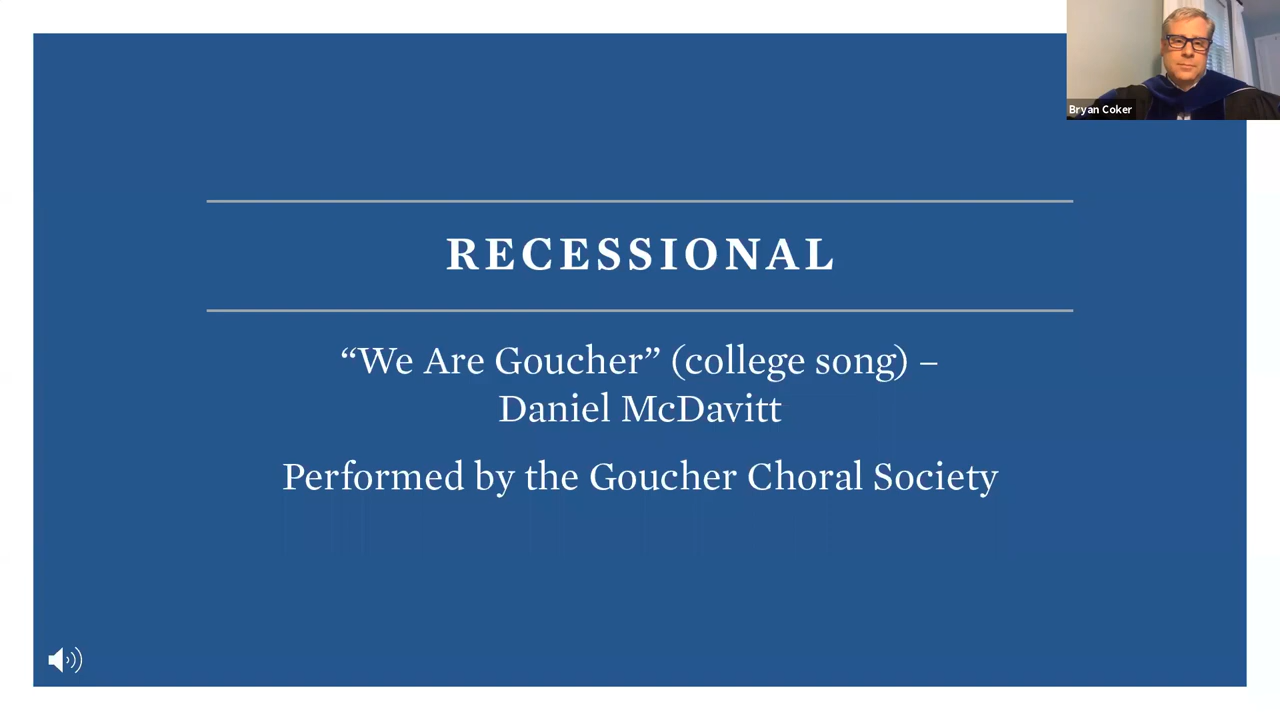 Bryan Coker
RECESSIONAL
“We Are Goucher” (college song) –
Daniel McDavitt
Performed by the Goucher Choral Society